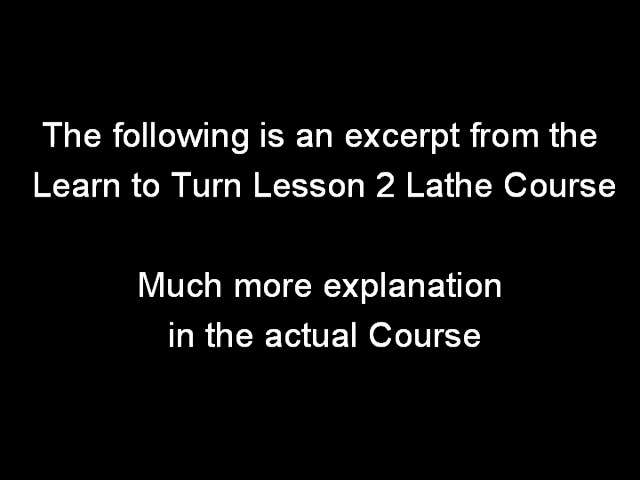 The following is an excerpt from the
Learn to Turn Lesson 2 Lathe Course
Much more explanation
in the actual Course